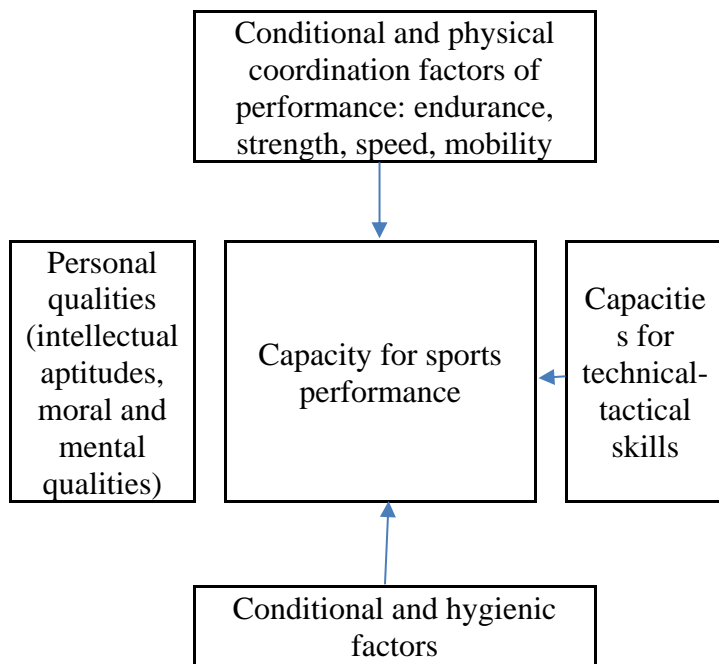 Conditional and physical
coordination factors of
performance: endurance,
strength, speed, mobility
Personal
qualities
(intellectual
aptitudes,
moral and
mental
qualities)
Capacity for sports
performance
Capacitie
s for
technical-
tactical
skills
Conditional and hygienic
factors